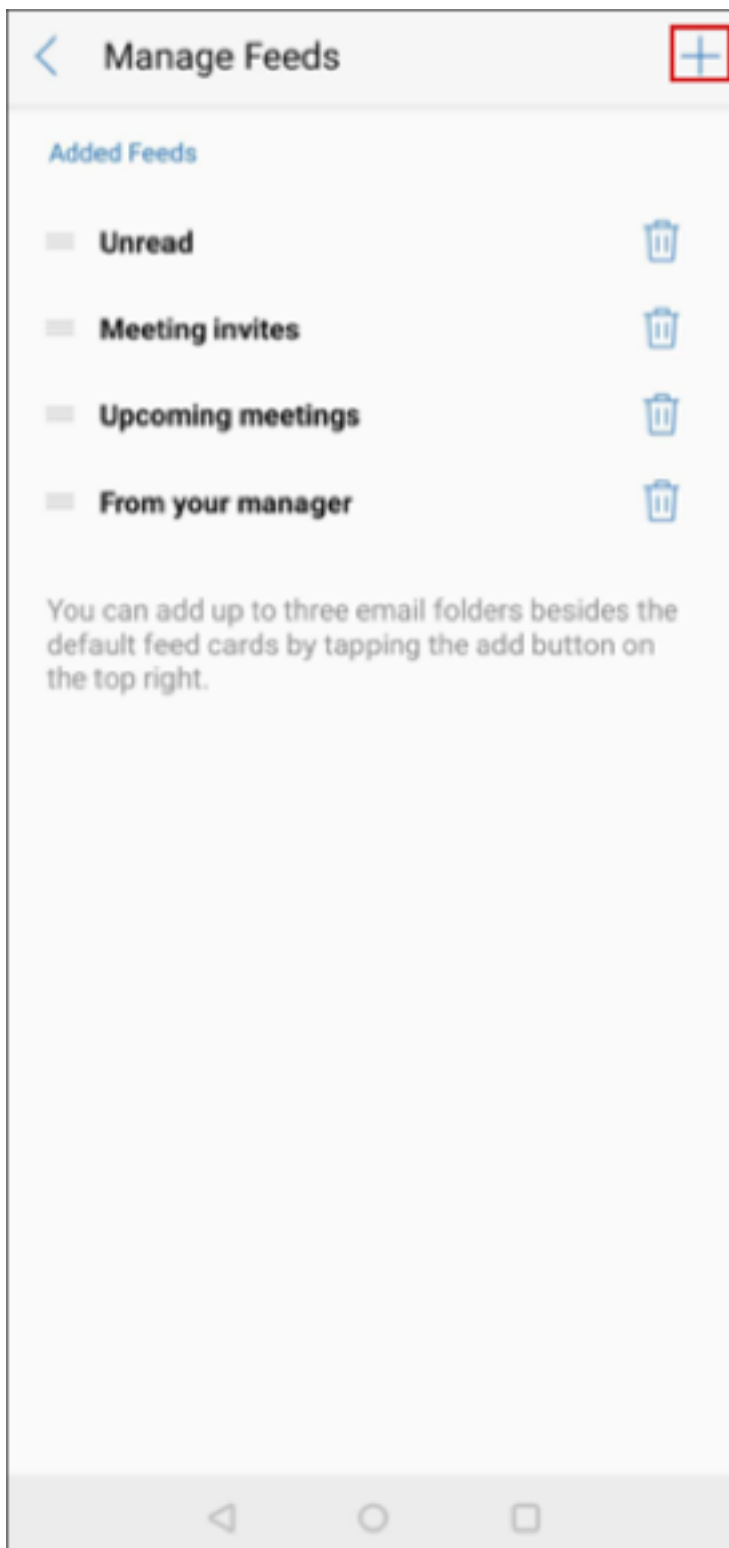 Manage Feeds
Added Feeds
Unread
Meeting invites
Upcoming meetings
From your manager
You can add up to three email folders besides the
default feed cards by tapping the add button on
the top right.